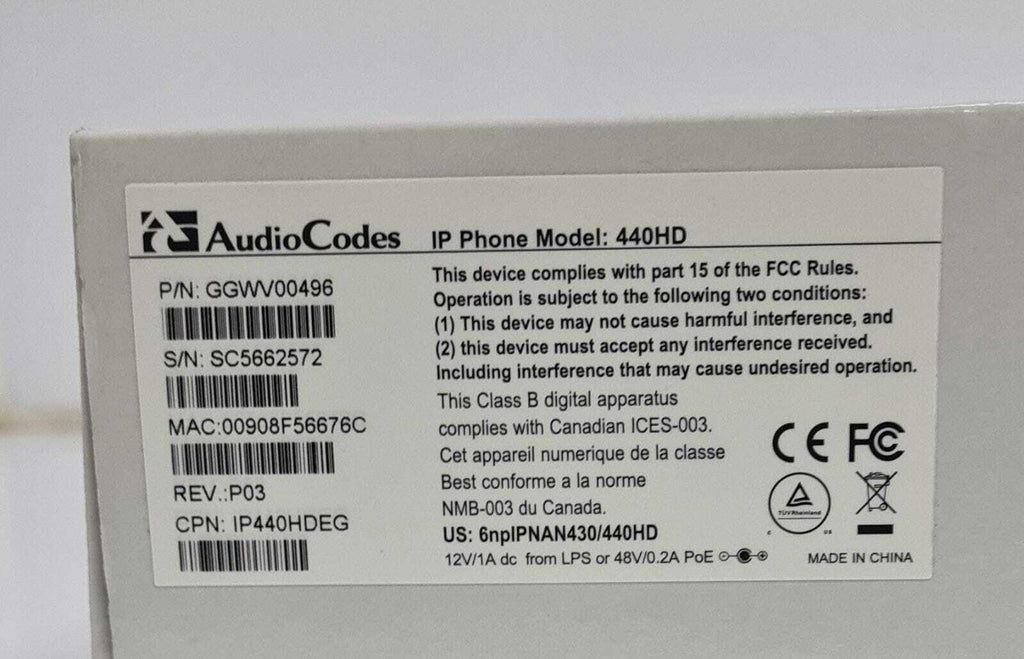 AudioCodes IP Phone Model: 440HD
P/N: GGWV00496
S/N: SC5662572
MAC:00908F56676C
REV.:P03
CPN: IP440HDEG
This device complies with part 15 of the FCC Rules.
Operation is subject to the following two conditions:
(1) This device may not cause harmful interference, and
(2) this device must accept any interference received.
Including interference that may cause undesired operation.
This Class B digital apparatus
complies with Canadian ICES-003.
Cet appareil numerique de la classe
Best conforme a la norme
NMB-003 du Canada.
US: 6npIPNAN430/440HD
12V/1A dc from LPS or 48V/0.2A PoE
CE FC
TÜVRheinland
C US
MADE IN CHINA